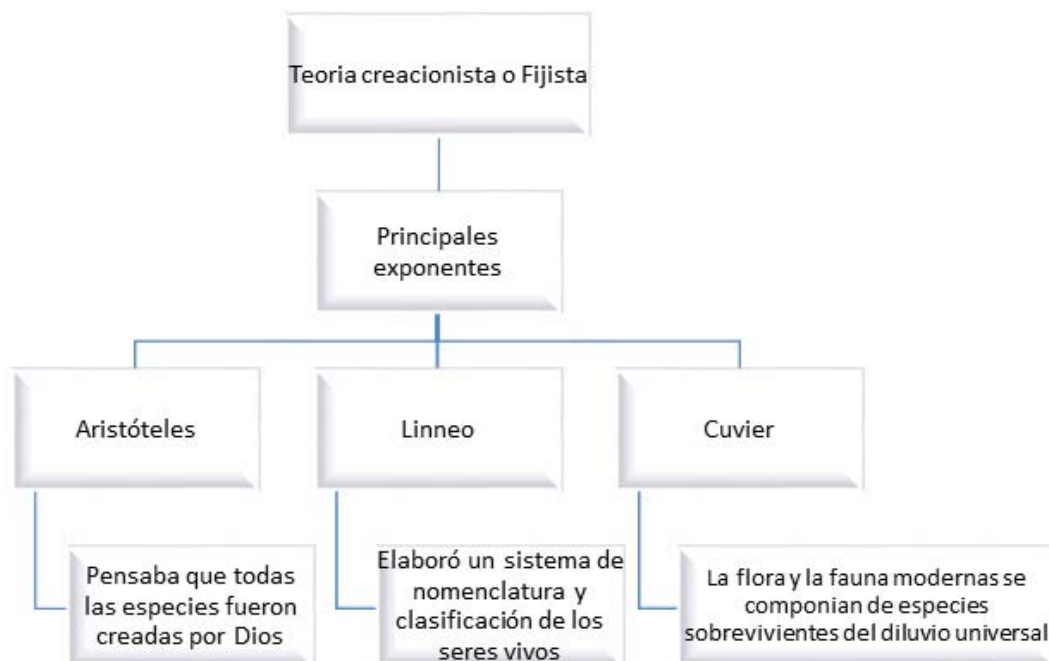 Teoria creacionista o Fijista
Principales
exponentes
Aristóteles
Linneo
Cuvier
Pensaba que todas
las especies fueron
creadas por Dios
Elaboró un sistema de
nomenclatura y
clasificación de los
seres vivos
La flora y la fauna modernas se
componian de especies
sobrevivientes del diluvio universal